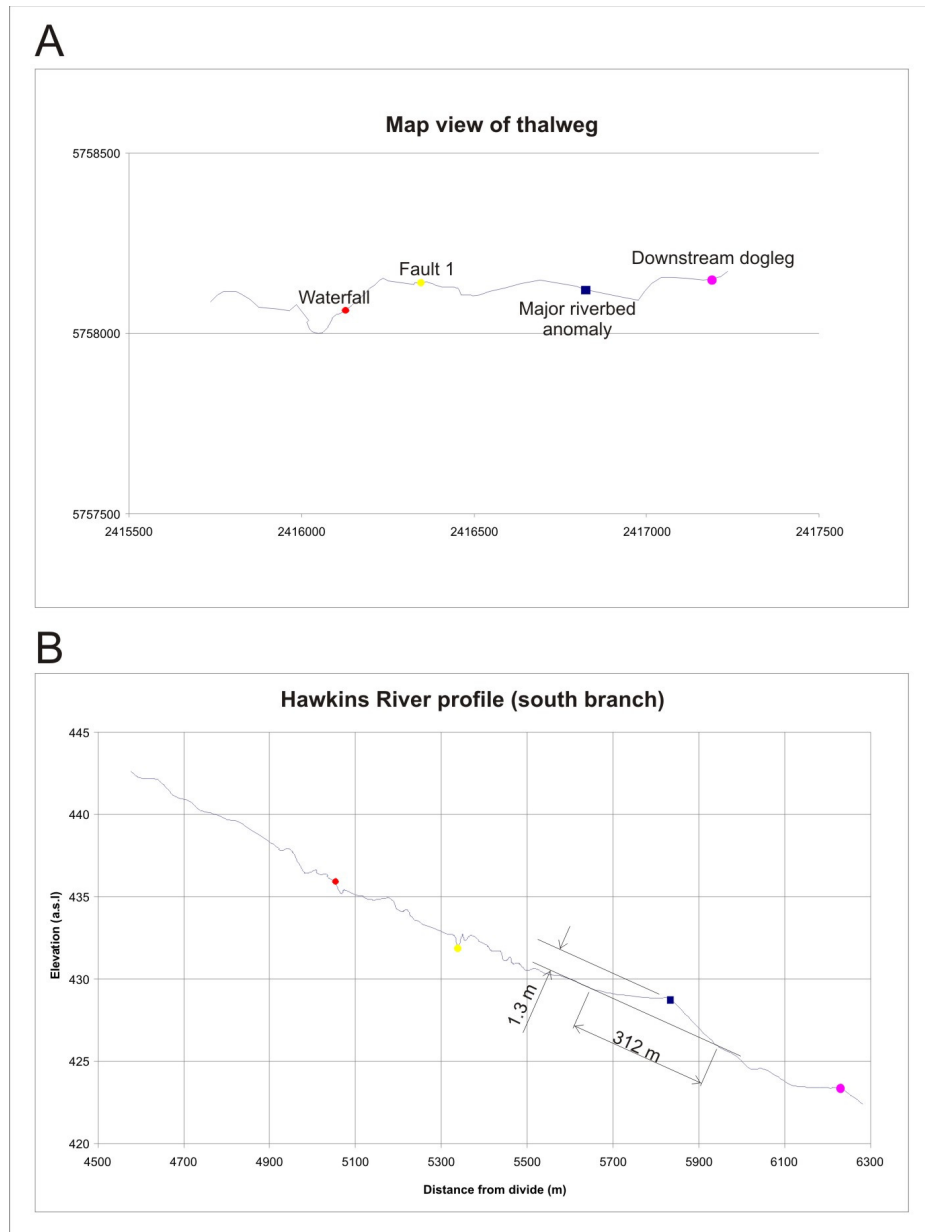 A
Map view of thalweg
5758500
Downstream dogleg
Fault 1
Waterfall
Major riverbed
anomaly
5758000
5757500
2415500 2416000 2416500 2417000 2417500
B
Hawkins River profile (south branch)
445
440
435
430
425
420
Elevation (a.s.l)
1.3 m
312 m
4500 4700 4900 5100 5300 5500 5700 5900 6100 6300
Distance from divide (m)